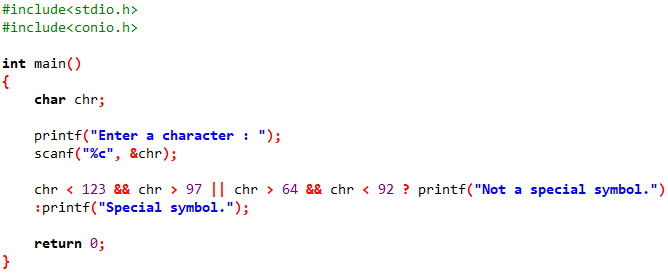 #include<stdio.h>
#include<conio.h>
int main()
{
char chr;
printf("Enter a character : ");
scanf("%c", &chr);
chr < 123 && chr > 97 || chr > 64 && chr < 92 ? printf("Not a special symbol.")
:printf("Special symbol.");
return 0;
}